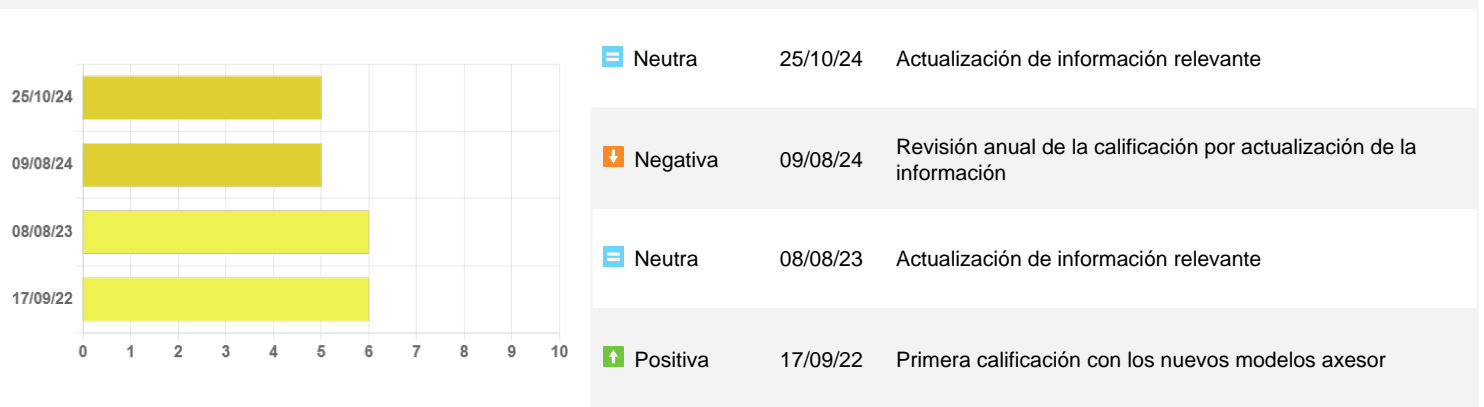 25/10/24
09/08/24
08/08/23
17/09/22
0 1 2 3 4 5 6 7 8 9 10
Neutra 25/10/24 Actualización de información relevante
Negativa 09/08/24 Revisión anual de la calificación por actualización de la
información
Neutra 08/08/23 Actualización de información relevante
Positiva 17/09/22 Primera calificación con los nuevos modelos axesor